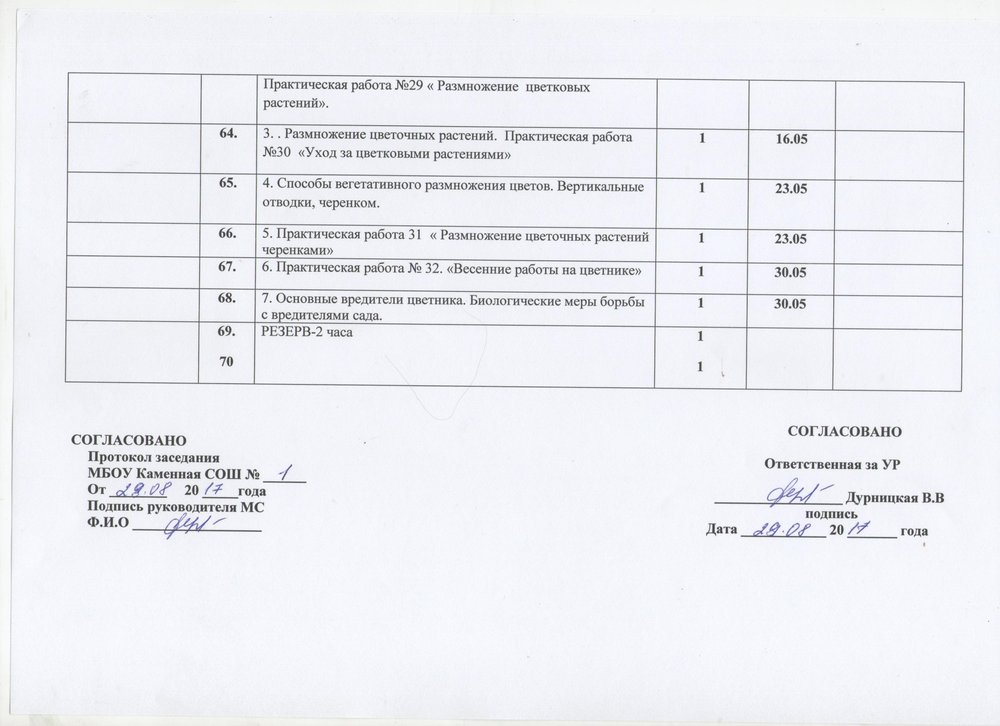 Практическая работа №29 « Размножение  цветковых
растений».
64. 3. . Размножение цветочных растений.  Практическая работа 1 16.05
№30  «Уход за цветковыми растениями»
65. 4. Способы вегетативного размножения цветов. Вертикальные 1 23.05
отводки, черенком.
66. 5. Практическая работа 31  « Размножение цветочных растений 1 23.05
черенками»
67. 6. Практическая работа № 32. «Весенние работы на цветнике» 1 30.05
68. 7. Основные вредители цветника. Биологические меры борьбы 1 30.05
с вредителями сада.
69. РЕЗЕРВ-2 часа 1
70 1
СОГЛАСОВАНО
Протокол заседания
МБОУ Каменная СОШ № 1
От 29.08 20 17 года
Подпись руководителя МС
Ф.И.О
СОГЛАСОВАНО
Ответственная за УР
Дурницкая В.В
подпись
Дата 29.08 20 17 года